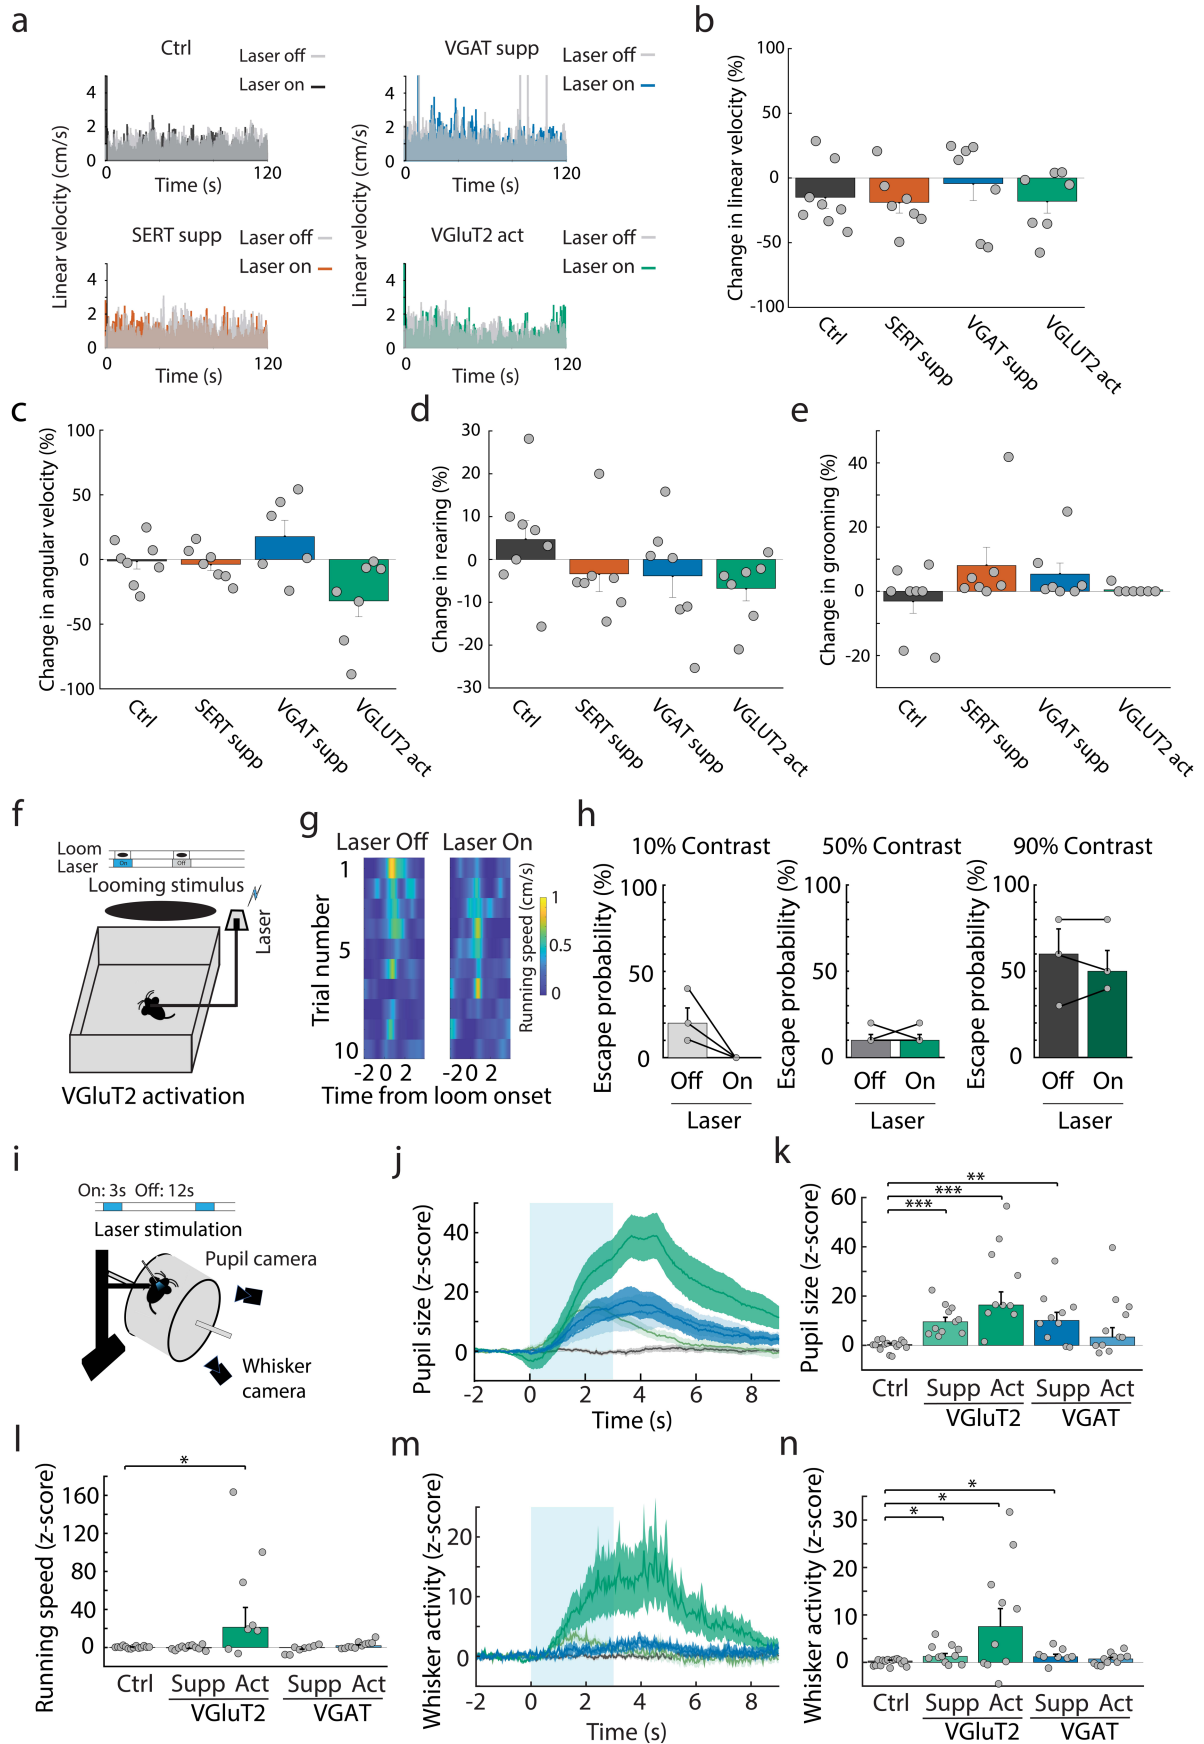 a
Ctrl
Laser off
Laser on
VGAT supp
Laser off
Laser on
Linear velocity (cm/s)
4
2
0
0
120
Time (s)
Linear velocity (cm/s)
4
2
0
0
120
Time (s)
SERT supp
Laser off
Laser on
VGluT2 act
Laser off
Laser on
4
2
0
0
120
Time (s)
4
2
0
0
120
Time (s)
b
Change in linear velocity (%)
100
50
0
-50
-100
Ctrl
SERT supp
VGAT supp
VGLUT2 act
c
Change in angular velocity (%)
100
50
0
-50
-100
Ctrl
SERT supp
VGAT supp
VGLUT2 act
d
Change in rearing (%)
30
20
10
0
-10
-20
-30
Ctrl
SERT supp
VGAT supp
VGLUT2 act
e
Change in grooming (%)
40
20
0
-20
Ctrl
SERT supp
VGAT supp
VGLUT2 act
f
Loom
Laser
On
Off
Looming stimulus
Laser
VGluT2 activation
g
Laser Off
Laser On
Trial number
1
5
10
-2 0 2
-2 0 2
Time from loom onset
Running speed (cm/s)
1
0.5
0
h
10% Contrast
Escape probability (%)
100
50
0
Off On
Laser
50% Contrast
Escape probability (%)
100
50
0
Off On
Laser
90% Contrast
Escape probability (%)
100
50
0
Off On
Laser
i
On: 3s Off: 12s
Laser stimulation
Pupil camera
Whisker
camera
j
Pupil size (z-score)
40
20
0
-2 0 2 4 6 8
Time (s)
k
Pupil size (z-score)
60
40
20
0
**
***
***
Ctrl
Supp Act
VGluT2
Supp Act
VGAT
l
Running speed (z-score)
160
120
80
40
0
*
Ctrl
Supp Act
VGluT2
Supp Act
VGAT
m
Whisker activity (z-score)
20
10
0
-2 0 2 4 6 8
Time (s)
n
Whisker activity (z-score)
30
20
10
0
*
*
*
Ctrl
Supp Act
VGluT2
Supp Act
VGAT